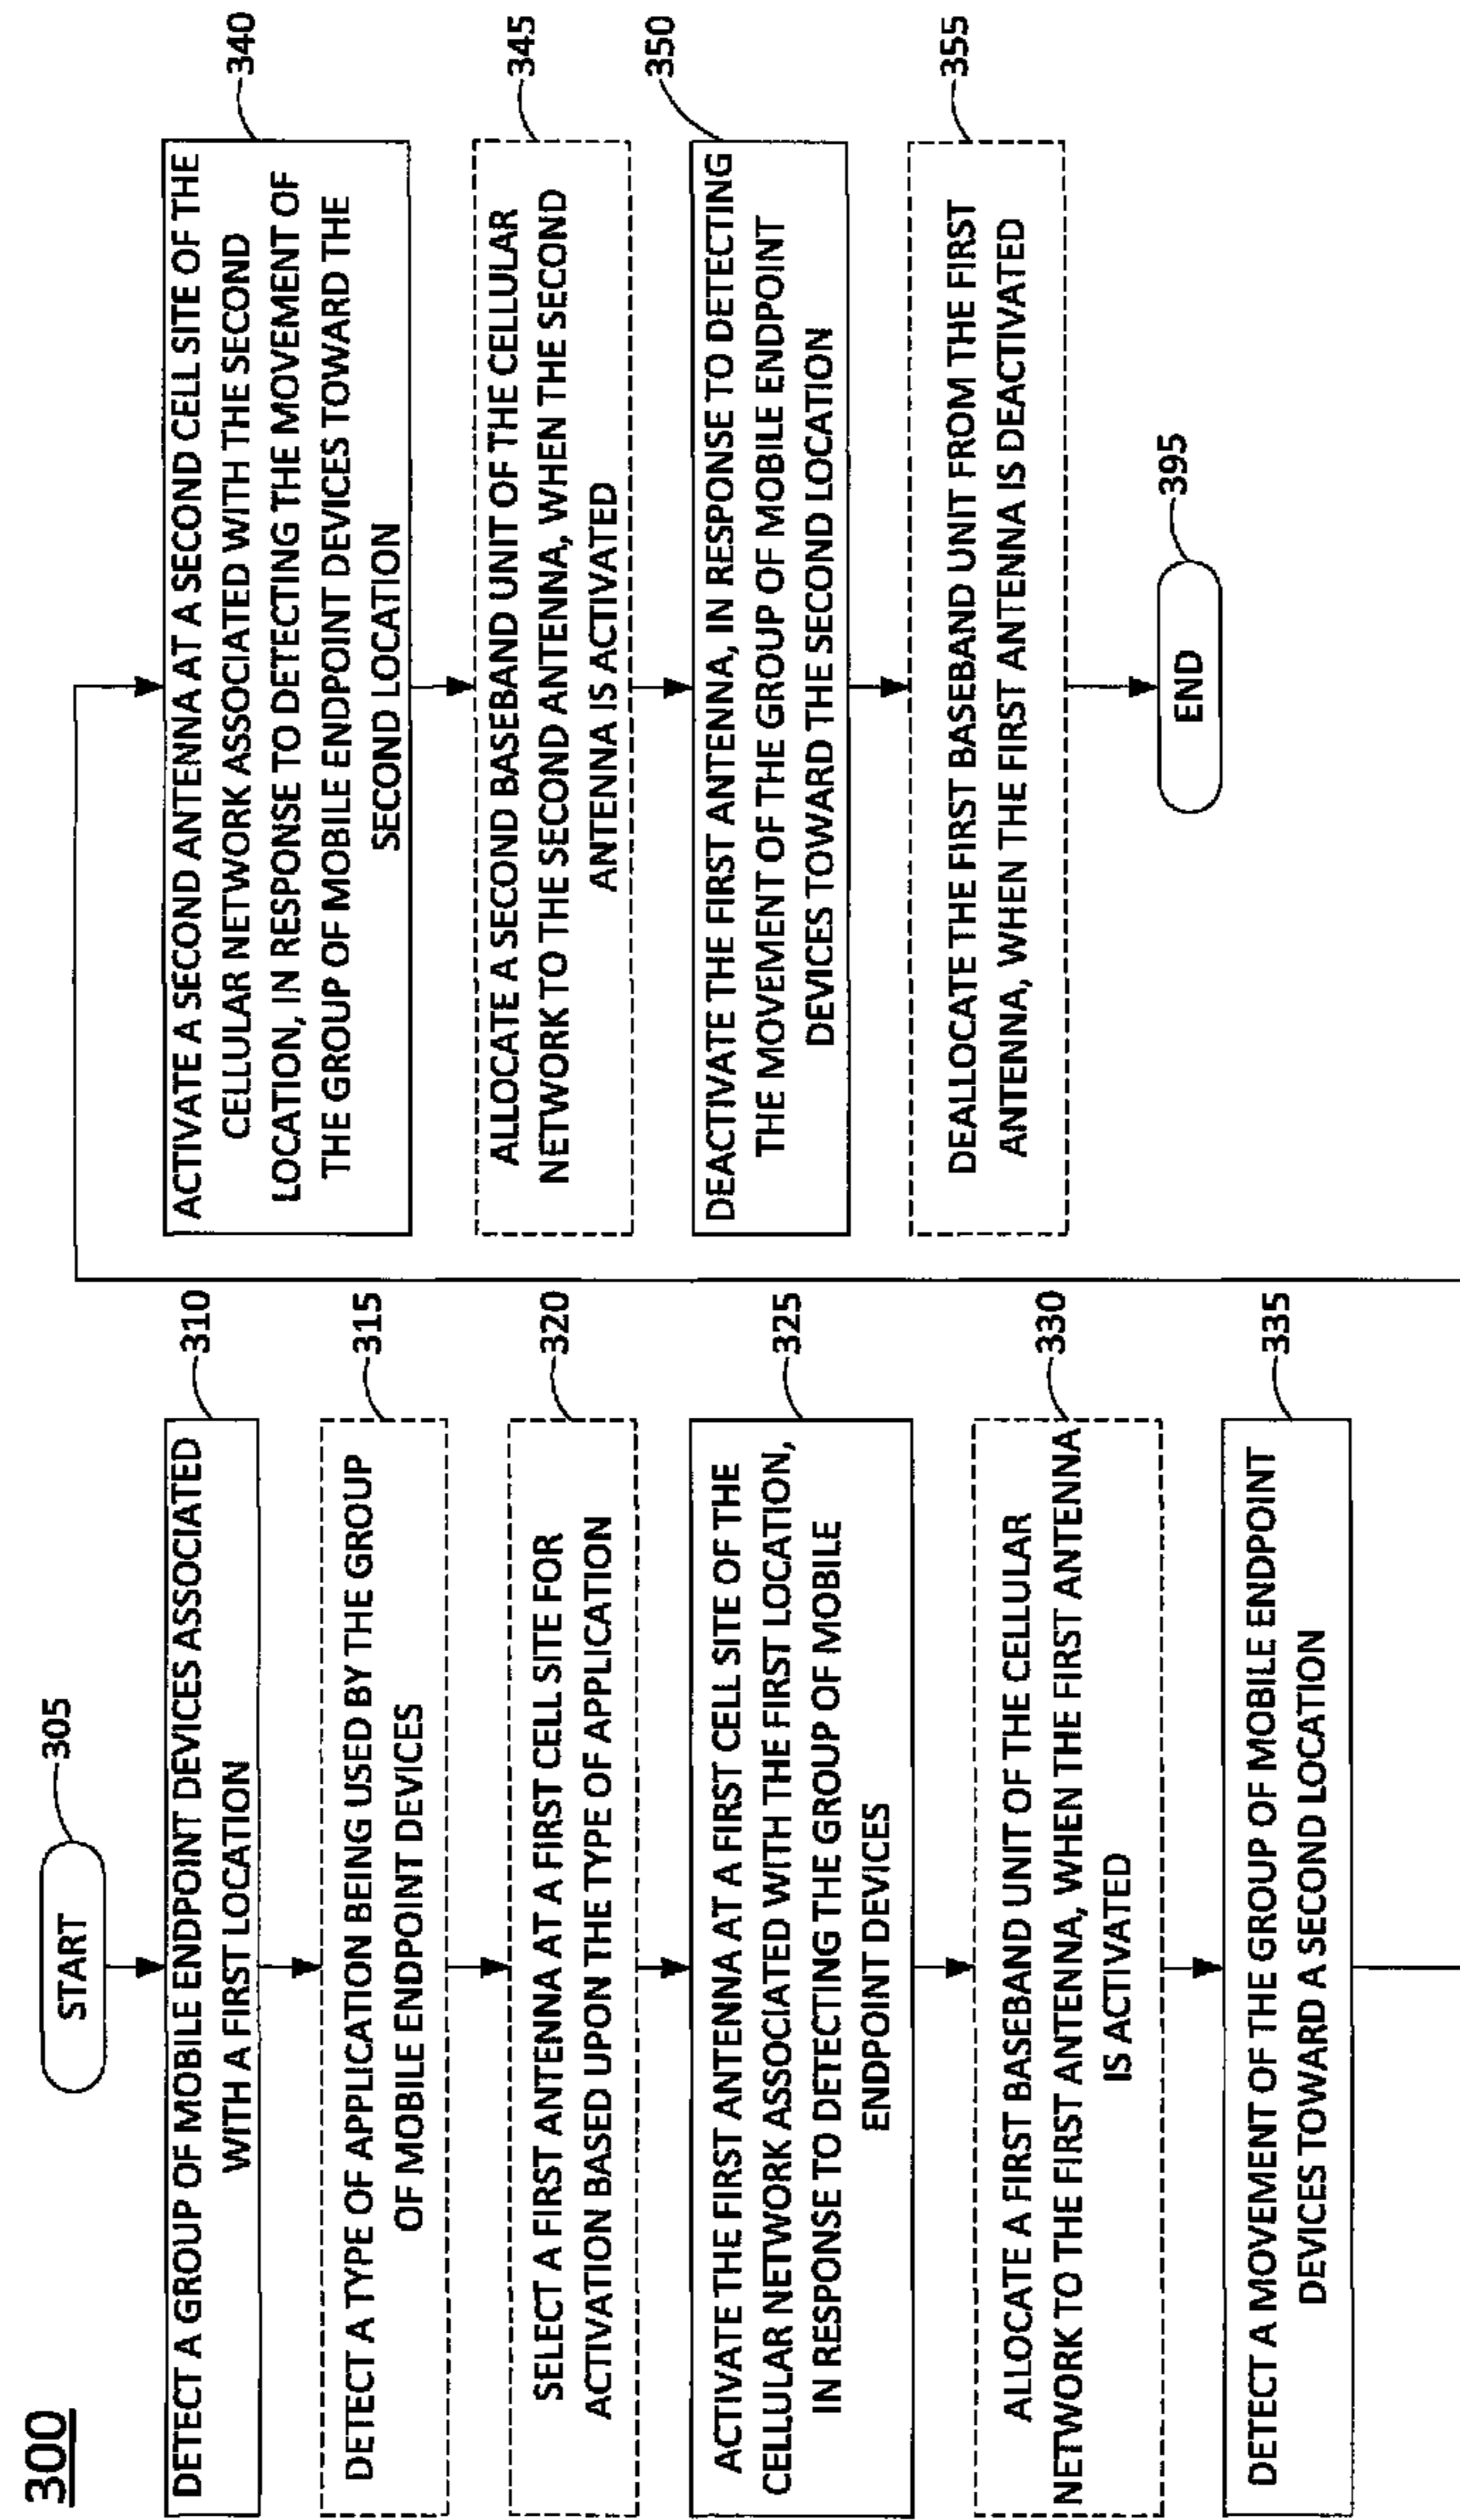 300
START
305
DETECT A GROUP OF MOBILE ENDPOINT DEVICES ASSOCIATED
WITH A FIRST LOCATION
310
DETECT A TYPE OF APPLICATION BEING USED BY THE GROUP
OF MOBILE ENDPOINT DEVICES
315
SELECT A FIRST ANTENNA AT A FIRST CELL SITE FOR
ACTIVATION BASED UPON THE TYPE OF APPLICATION
320
ACTIVATE THE FIRST ANTENNA AT A FIRST CELL SITE OF THE
CELLULAR NETWORK ASSOCIATED WITH THE FIRST LOCATION,
IN RESPONSE TO DETECTING THE GROUP OF MOBILE
ENDPOINT DEVICES
325
ALLOCATE A FIRST BASEBAND UNIT OF THE CELLULAR
NETWORK TO THE FIRST ANTENNA, WHEN THE FIRST ANTENNA
IS ACTIVATED
330
DETECT A MOVEMENT OF THE GROUP OF MOBILE ENDPOINT
DEVICES TOWARD A SECOND LOCATION
335
ACTIVATE A SECOND ANTENNA AT A SECOND CELL SITE OF THE
CELLULAR NETWORK ASSOCIATED WITH THE SECOND
LOCATION, IN RESPONSE TO DETECTING THE MOVEMENT OF
THE GROUP OF MOBILE ENDPOINT DEVICES TOWARD THE
SECOND LOCATION
340
ALLOCATE A SECOND BASEBAND UNIT OF THE CELLULAR
NETWORK TO THE SECOND ANTENNA, WHEN THE SECOND
ANTENNA IS ACTIVATED
345
DEACTIVATE THE FIRST ANTENNA, IN RESPONSE TO DETECTING
THE MOVEMENT OF THE GROUP OF MOBILE ENDPOINT
DEVICES TOWARD THE SECOND LOCATION
350
DEALLOCATE THE FIRST BASEBAND UNIT FROM THE FIRST
ANTENNA, WHEN THE FIRST ANTENNA IS DEACTIVATED
355
END
395